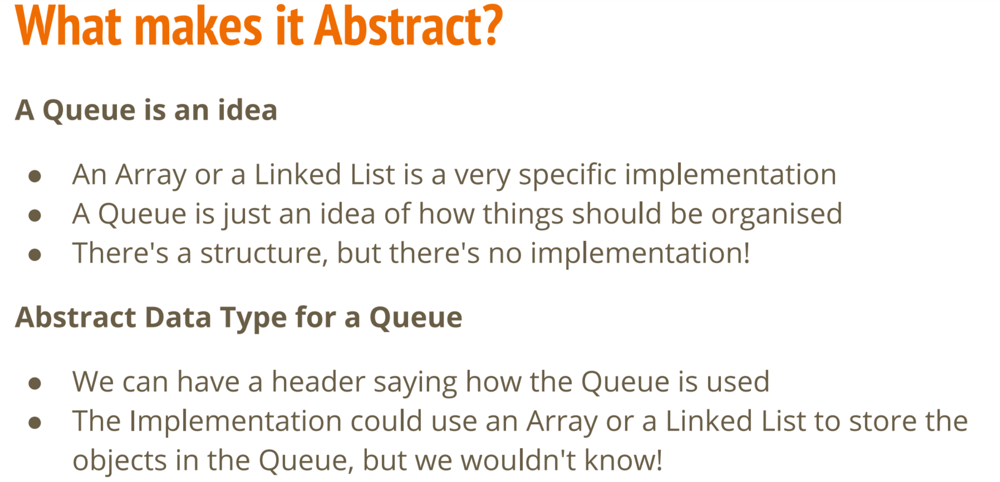 What makes it Abstract?
A Queue is an idea
● An Array or a Linked List is a very specific implementation
● A Queue is just an idea of how things should be organised
● There's a structure, but there's no implementation!
Abstract Data Type for a Queue
● We can have a header saying how the Queue is used
● The Implementation could use an Array or a Linked List to store the
objects in the Queue, but we wouldn't know!